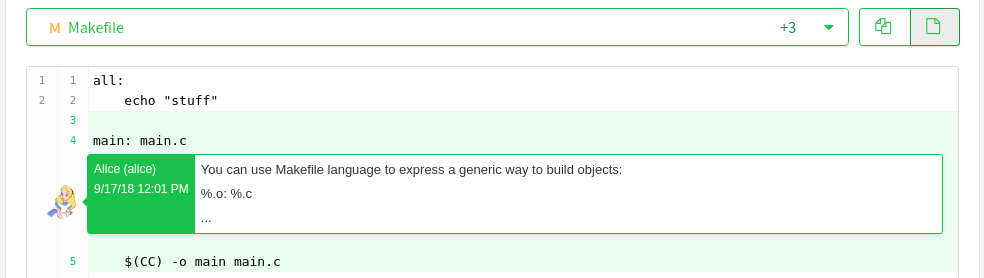 M Makefile +3
1 1 all:
2 2 echo "stuff"
3
4 main: main.c
Alice (alice)
9/17/18 12:01 PM
You can use Makefile language to express a generic way to build objects:
%.o: %.c
...
5 $(CC) -o main main.c